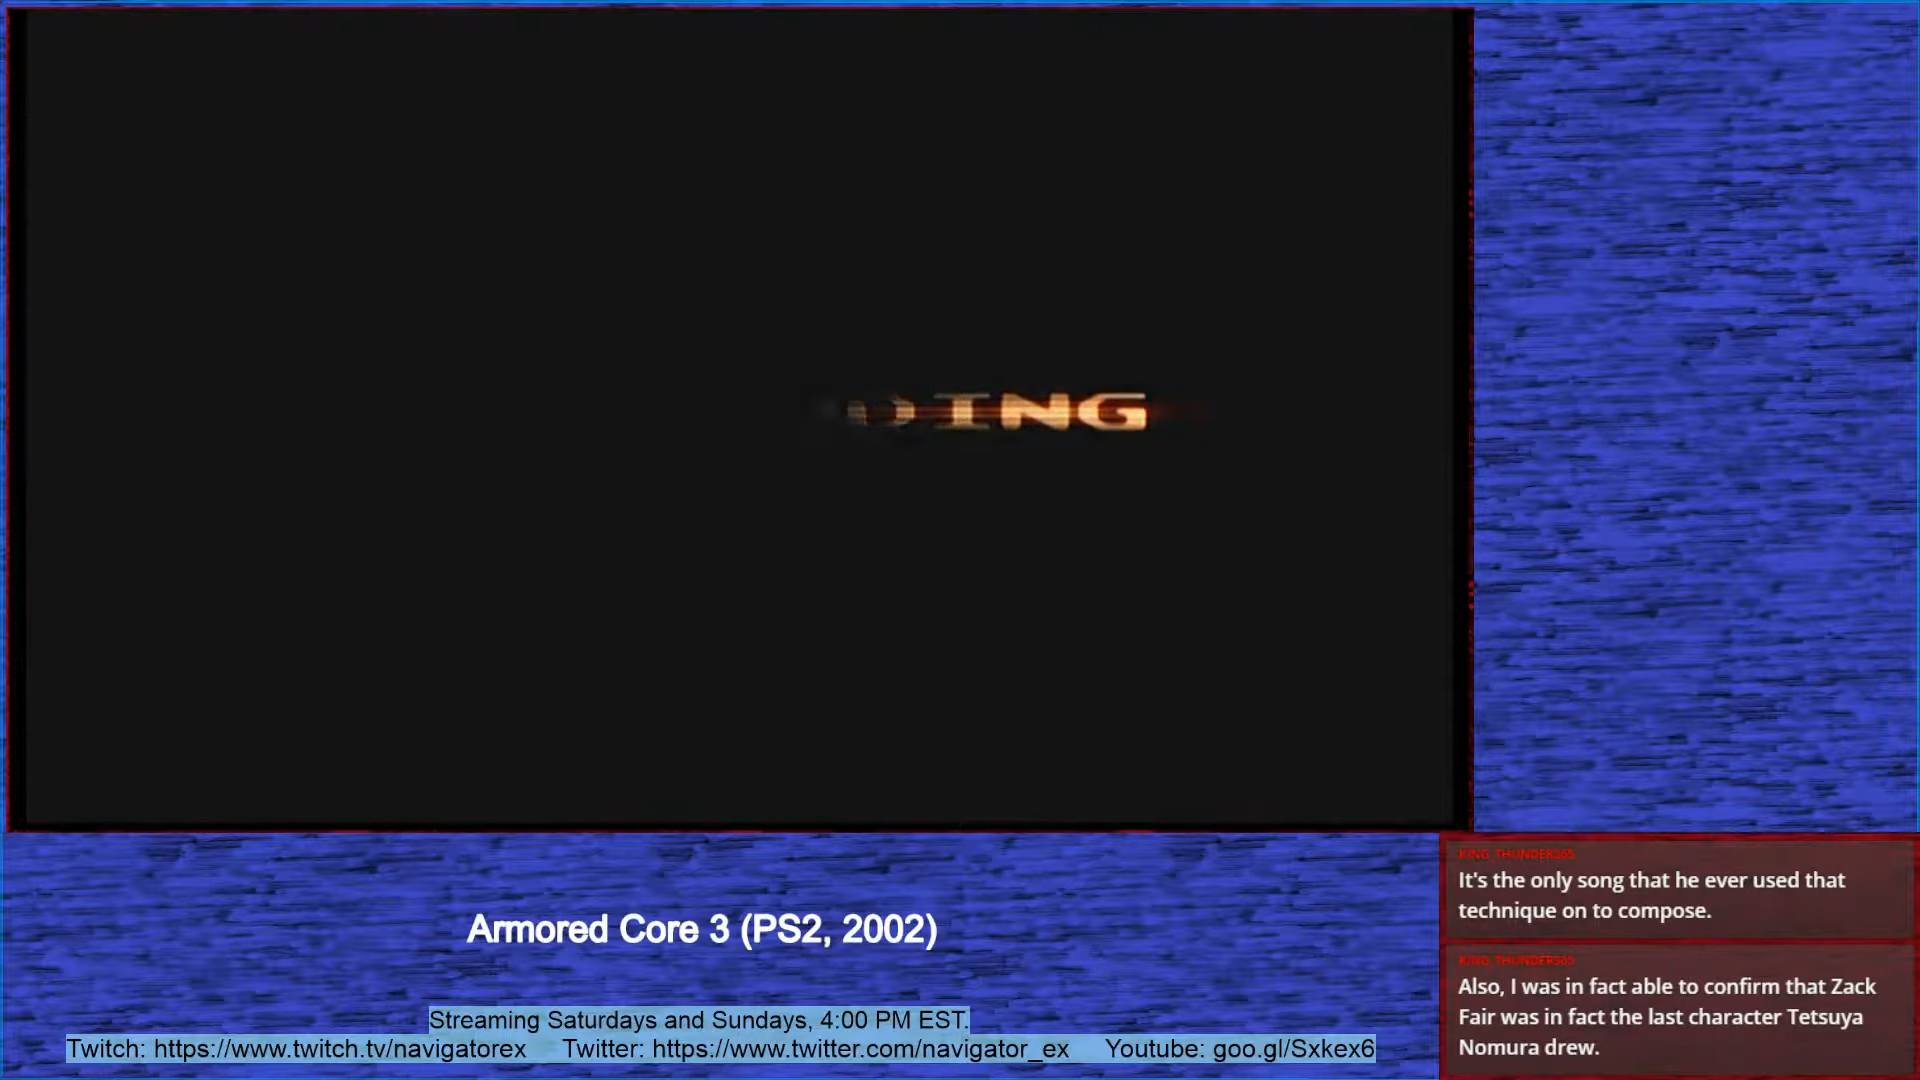 DING
Armored Core 3 (PS2, 2002)
Streaming Saturdays and Sundays, 4:00 PM EST.
Twitch: https://www.twitch.tv/navigatorex Twitter: https://www.twitter.com/navigator_ex Youtube: goo.gl/Sxkex6
KING_THUNDER565
It's the only song that he ever used that
technique on to compose.
KING_THUNDER565
Also, I was in fact able to confirm that Zack
Fair was in fact the last character Tetsuya
Nomura drew.